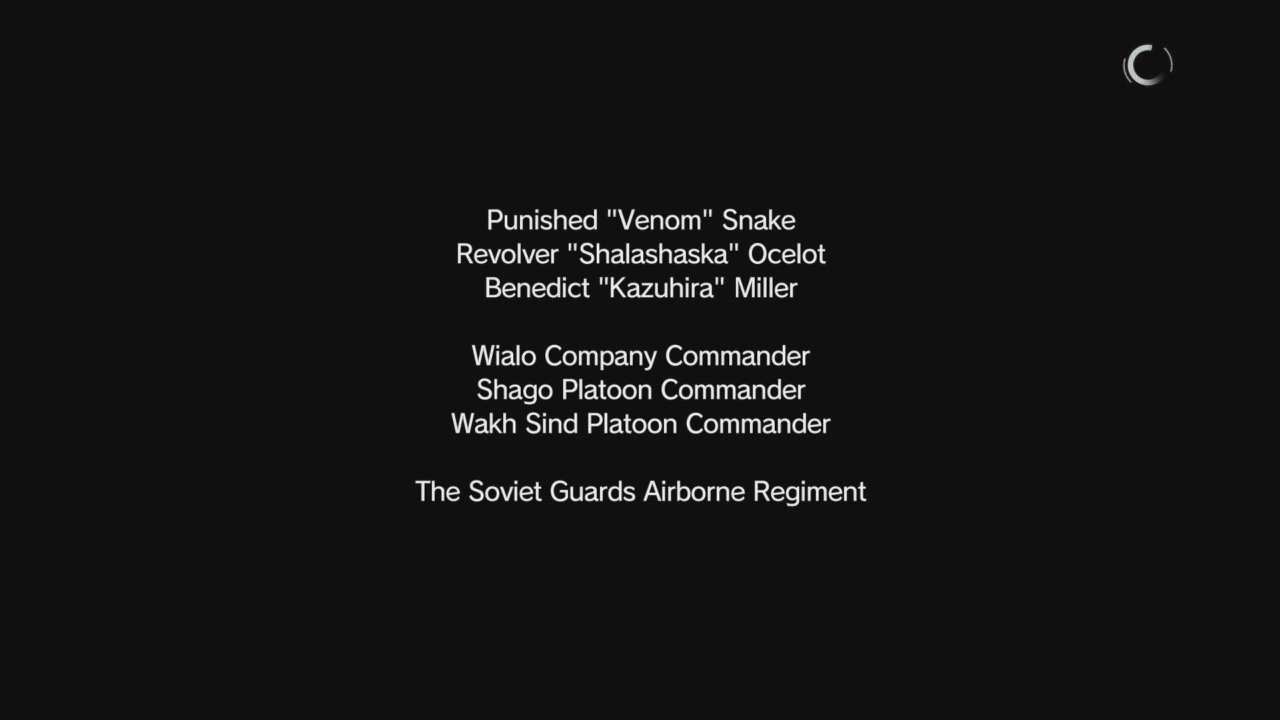 Punished "Venom" Snake
Revolver "Shalashaska" Ocelot
Benedict "Kazuhira" Miller
Wialo Company Commander
Shago Platoon Commander
Wakh Sind Platoon Commander
The Soviet Guards Airborne Regiment